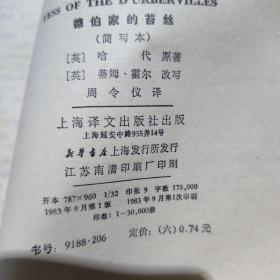 TESS OF THE D'URBERVILLES
德伯家的苔丝
(简写本)
[英] 哈 代 原著
[英] 蒂姆·霍尔 改写
周令仪 译
上海译文出版社出版
上海延安中路955弄14号
新华书店上海发行所发行
江苏南漕印刷厂印刷
开本 787×960 1/32 印张 9 字数 178,000
1983年9月第1版 1983年9月第1次印刷
印数:1—30,000册
书号:9188·206 定价:(六) 0.74 元